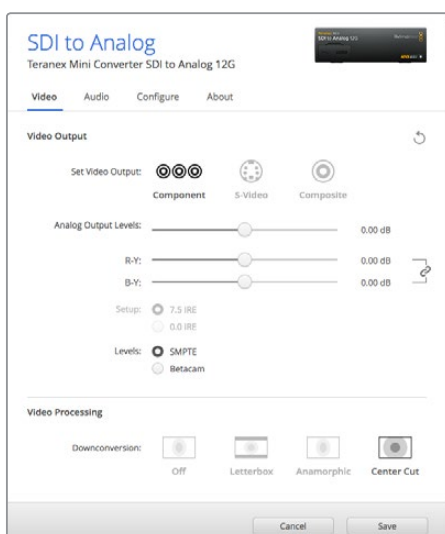 SDI to Analog
Teranex Mini Converter SDI to Analog 12G
Video Audio Configure About
Video Output
Set Video Output:
Component S-Video Composite
Analog Output Levels: 0.00 dB
R-Y: 0.00 dB
B-Y: 0.00 dB
Setup: 7.5 IRE
0.0 IRE
Levels: SMPTE
Betacam
Video Processing
Downconversion:
Off Letterbox Anamorphic Center Cut
Cancel Save